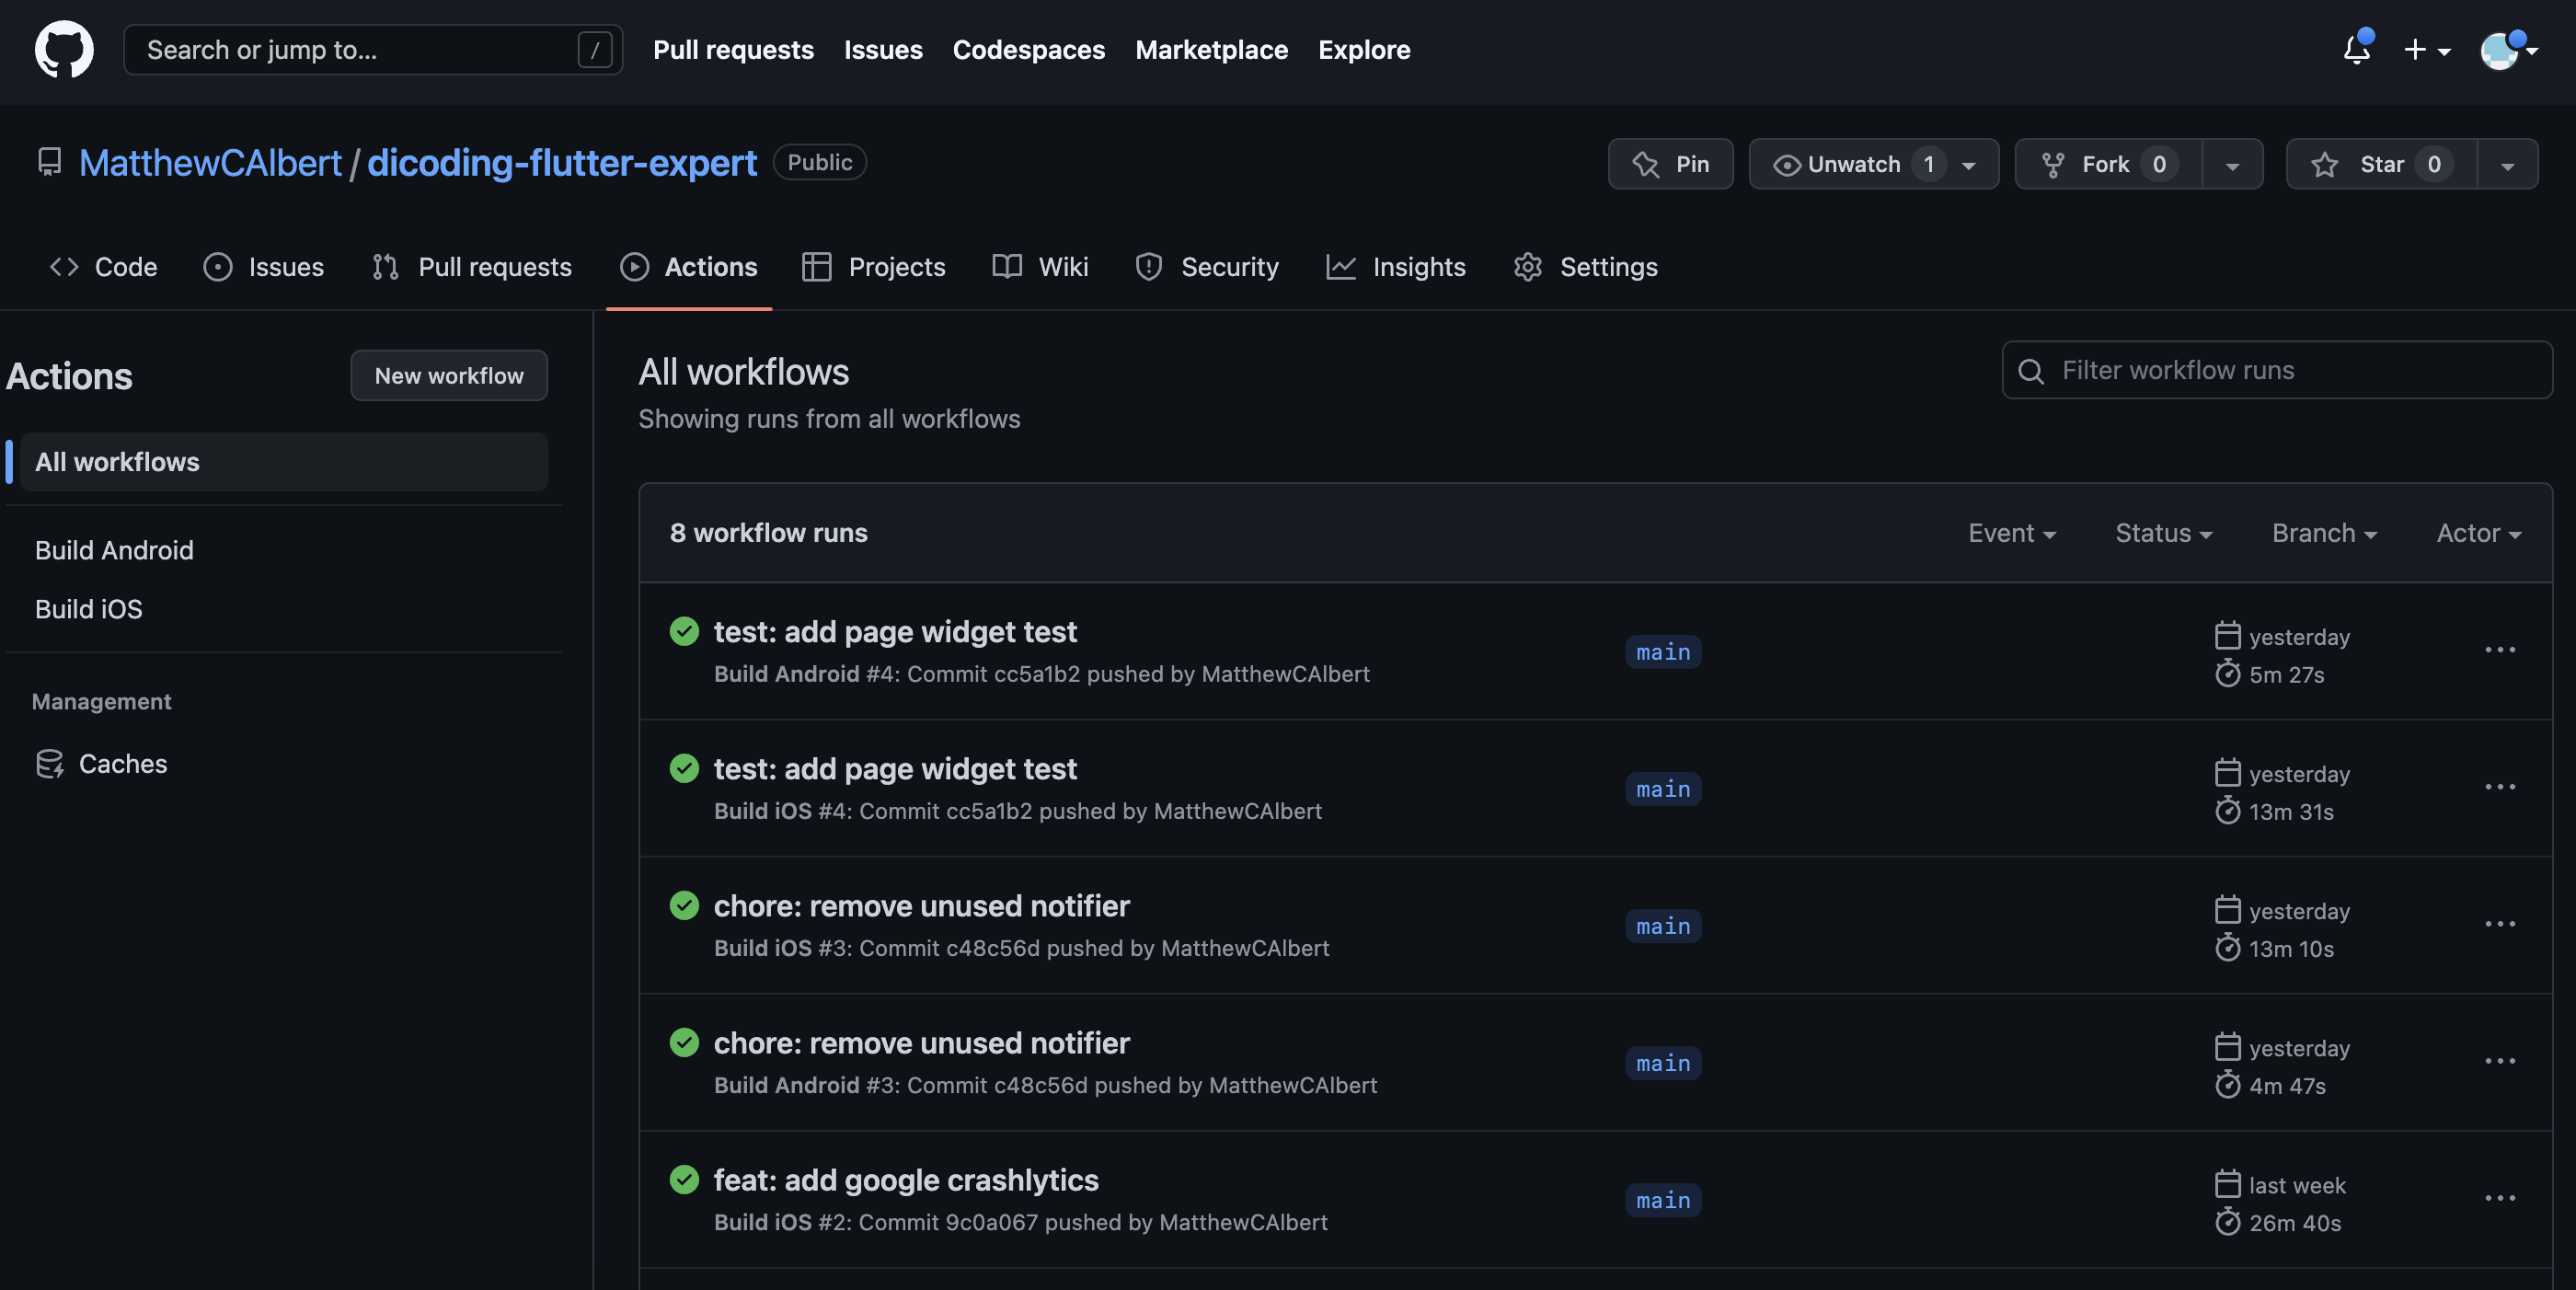 Search or jump to... /
Pull requests
Issues
Codespaces
Marketplace
Explore
MatthewCAlbert / dicoding-flutter-expert Public
Pin
Unwatch 1
Fork 0
Star 0
Code
Issues
Pull requests
Actions
Projects
Wiki
Security
Insights
Settings
Actions
New workflow
All workflows
Build Android
Build iOS
Management
Caches
All workflows
Showing runs from all workflows
Filter workflow runs
8 workflow runs
Event
Status
Branch
Actor
test: add page widget test
Build Android #4: Commit cc5a1b2 pushed by MatthewCAlbert
main
yesterday
5m 27s
test: add page widget test
Build iOS #4: Commit cc5a1b2 pushed by MatthewCAlbert
main
yesterday
13m 31s
chore: remove unused notifier
Build iOS #3: Commit c48c56d pushed by MatthewCAlbert
main
yesterday
13m 10s
chore: remove unused notifier
Build Android #3: Commit c48c56d pushed by MatthewCAlbert
main
yesterday
4m 47s
feat: add google crashlytics
Build iOS #2: Commit 9c0a067 pushed by MatthewCAlbert
main
last week
26m 40s